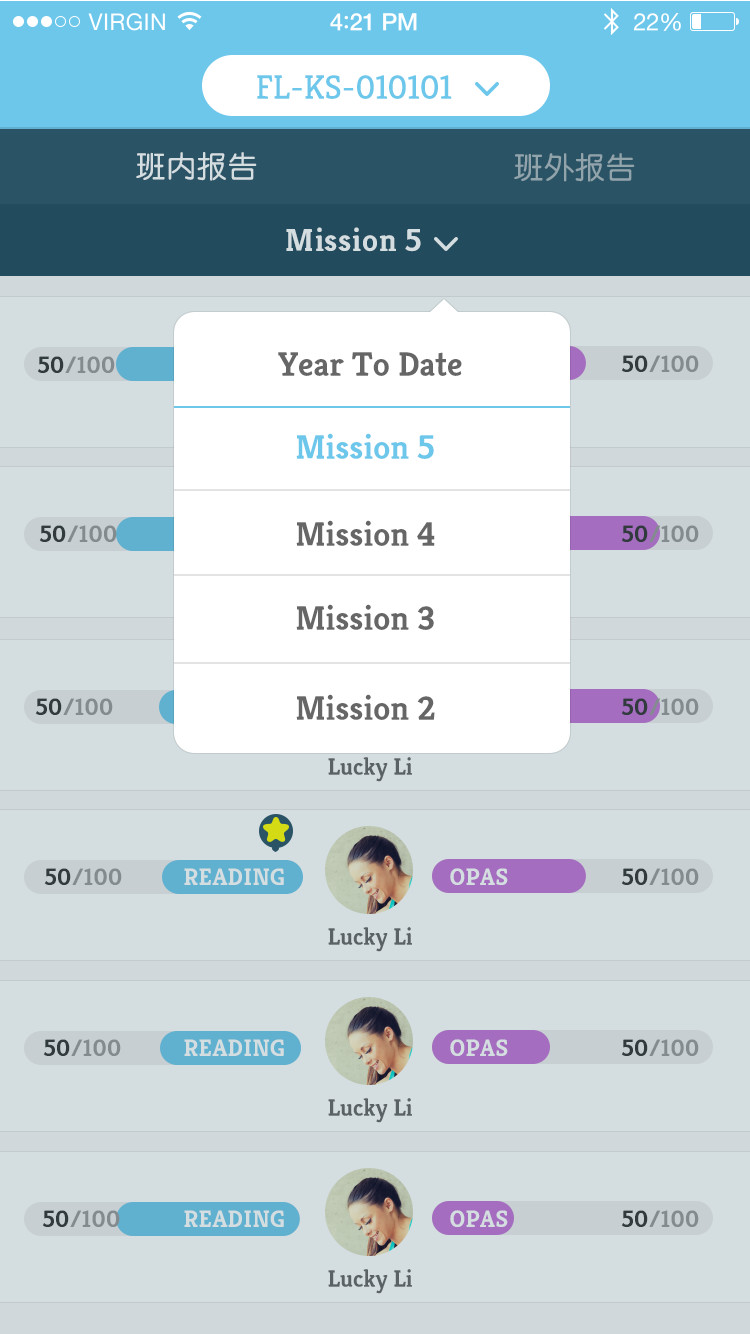 VIRGIN 4:21 PM 22%
FL-KS-010101
班内报告 班外报告
Mission 5
Year To Date
50/100 50/100
Mission 5
Mission 4
50/100 50/100
Mission 3
Mission 2
50/100 50/100
Lucky Li
50/100 READING OPAS 50/100
Lucky Li
50/100 READING OPAS 50/100
Lucky Li
50/100 READING OPAS 50/100
Lucky Li